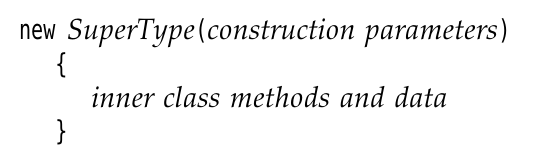 new SuperType(construction parameters)
{
inner class methods and data
}